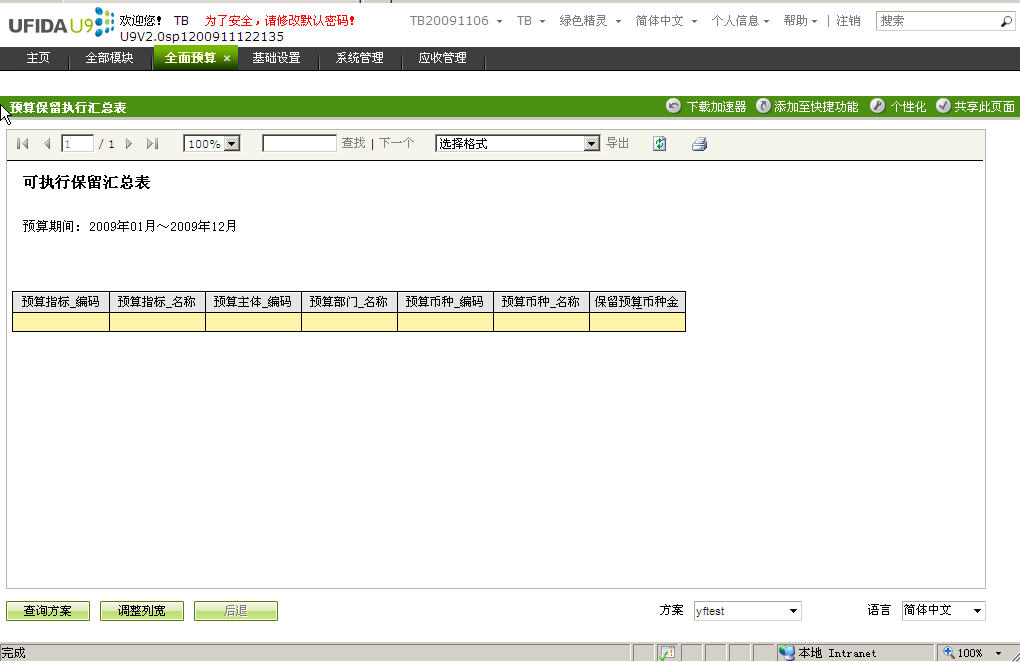 UFIDA U9 欢迎您! TB 为了安全，请修改默认密码! TB20091106 TB 绿色精灵 简体中文 个人信息 帮助 | 注销 搜索
U9V2.0sp1200911122135
主页 全部模块 全面预算 × 基础设置 系统管理 应收管理
预算保留执行汇总表 下载加速器 添加至快捷功能 个性化 共享此页面
1 / 1 100% 查找 | 下一个 选择格式 导出
可执行保留汇总表
预算期间：2009年01月～2009年12月
预算指标_编码 预算指标_名称 预算主体_编码 预算部门_名称 预算币种_编码 预算币种_名称 保留预算币种金
查询方案 调整列宽 后退 方案 yftest 语言 简体中文
完成 本地 Intranet 100%